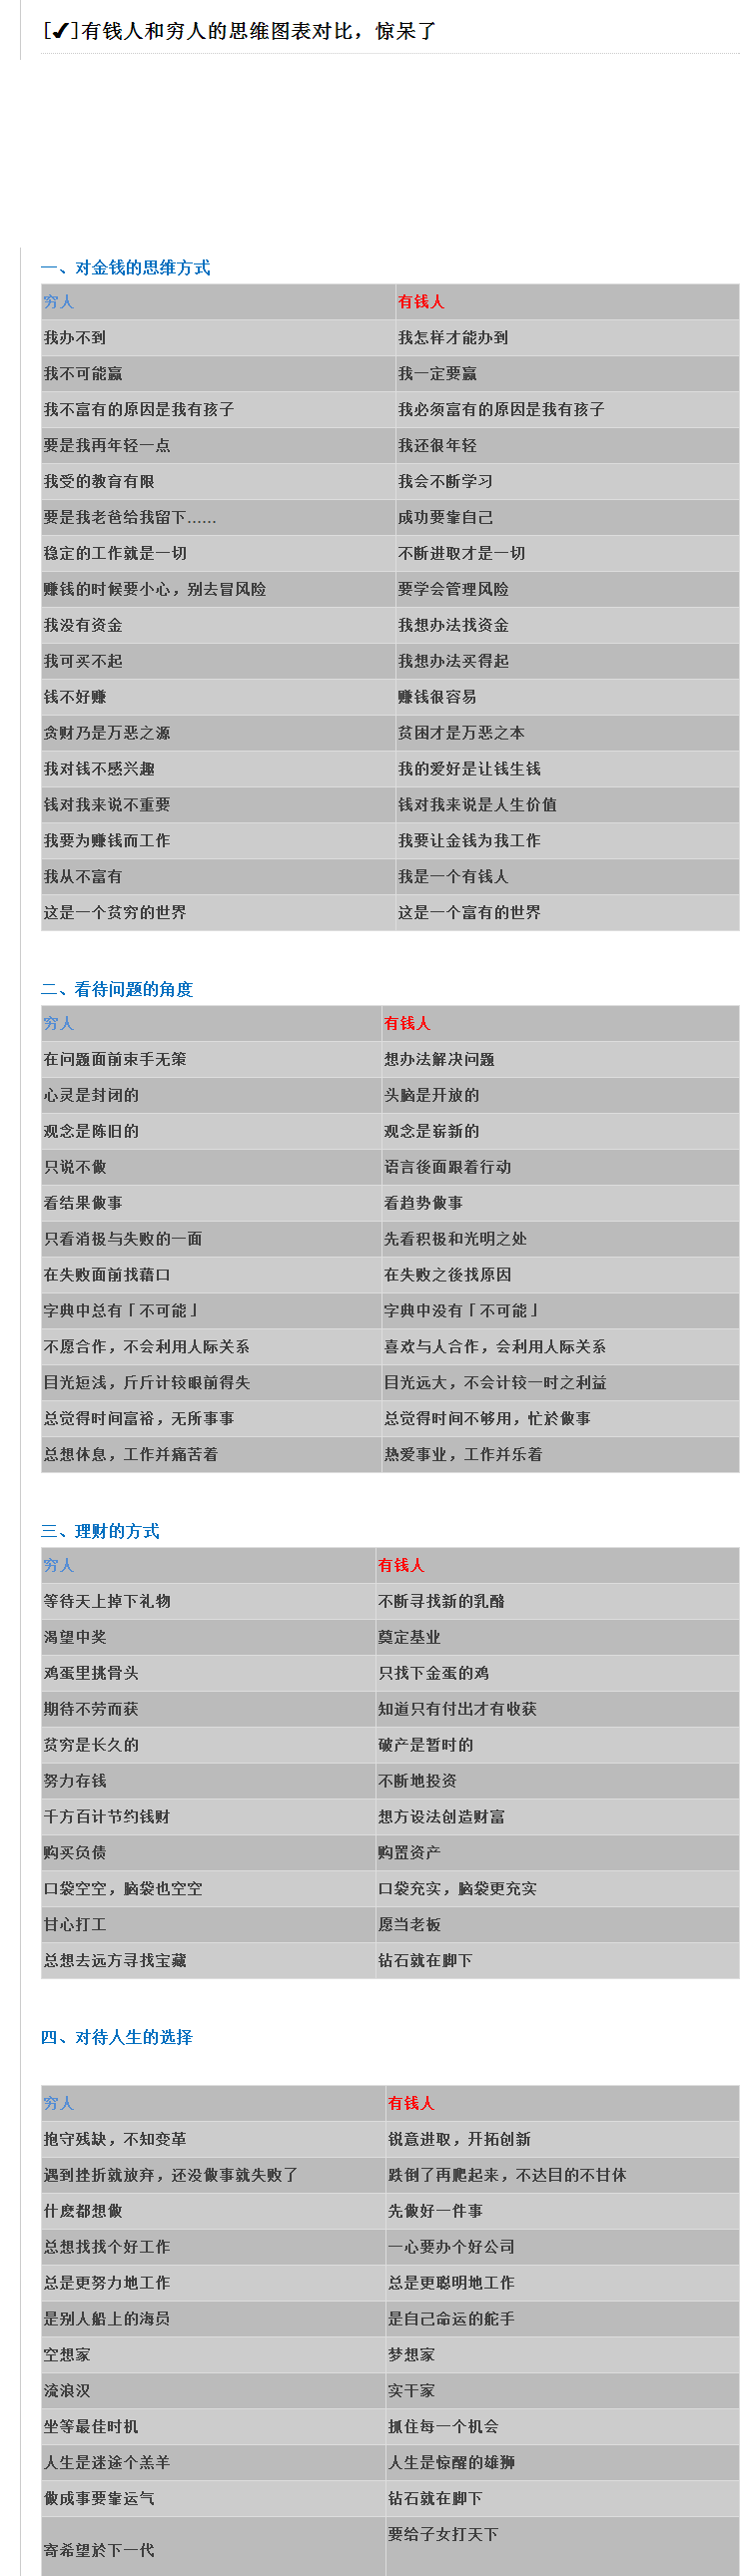 [✔]有钱人和穷人的思维图表对比，惊呆了
一、对金钱的思维方式
穷人 有钱人
我办不到 我怎样才能办到
我不可能赢 我一定要赢
我不富有的原因是我有孩子 我必须富有的原因是我有孩子
要是我再年轻一点 我还很年轻
我受的教育有限 我会不断学习
要是我老爸给我留下…… 成功要靠自己
稳定的工作就是一切 不断进取才是一切
赚钱的时候要小心，别去冒风险 要学会管理风险
我没有资金 我想办法找资金
我可买不起 我想办法买得起
钱不好赚 赚钱很容易
贪财乃是万恶之源 贫困才是万恶之本
我对钱不感兴趣 我的爱好是让钱生钱
钱对我来说不重要 钱对我来说是人生价值
我要为赚钱而工作 我要让金钱为我工作
我从不富有 我是一个有钱人
这是一个贫穷的世界 这是一个富有的世界
二、看待问题的角度
穷人 有钱人
在问题面前束手无策 想办法解决问题
心灵是封闭的 头脑是开放的
观念是陈旧的 观念是崭新的
只说不做 语言後面跟着行动
看结果做事 看趋势做事
只看消极与失败的一面 先看积极和光明之处
在失败面前找藉口 在失败之後找原因
字典中总有「不可能」 字典中没有「不可能」
不愿合作，不会利用人际关系 喜欢与人合作，会利用人际关系
目光短浅，斤斤计较眼前得失 目光远大，不会计较一时之利益
总觉得时间富裕，无所事事 总觉得时间不够用，忙於做事
总想休息，工作并痛苦着 热爱事业，工作并乐着
三、理财的方式
穷人 有钱人
等待天上掉下礼物 不断寻找新的乳酪
渴望中奖 奠定基业
鸡蛋里挑骨头 只找下金蛋的鸡
期待不劳而获 知道只有付出才有收获
贫穷是长久的 破产是暂时的
努力存钱 不断地投资
千方百计节约钱财 想方设法创造财富
购买负债 购置资产
口袋空空，脑袋也空空 口袋充实，脑袋更充实
甘心打工 愿当老板
总想去远方寻找宝藏 钻石就在脚下
四、对待人生的选择
穷人 有钱人
抱守残缺，不知变革 锐意进取，开拓创新
遇到挫折就放弃，还没做事就失败了 跌倒了再爬起来，不达目的不甘休
什麽都想做 先做好一件事
总想找找个好工作 一心要办个好公司
总是更努力地工作 总是更聪明地工作
是别人船上的海员 是自己命运的舵手
空想家 梦想家
流浪汉 实干家
坐等最佳时机 抓住每一个机会
人生是迷途个羔羊 人生是惊醒的雄狮
做成事要靠运气 钻石就在脚下
寄希望於下一代 要给子女打天下